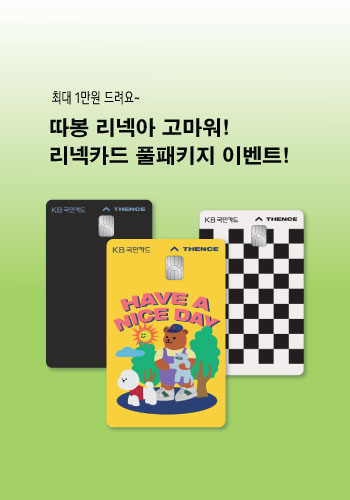 최대 1만원 드려요~
따봉 리넥아 고마워!
리넥카드 풀패키지 이벤트!
KB국민카드 THENCE
KB국민카드 THENCE
KB국민카드 THENCE
HAVE A
NICE DAY